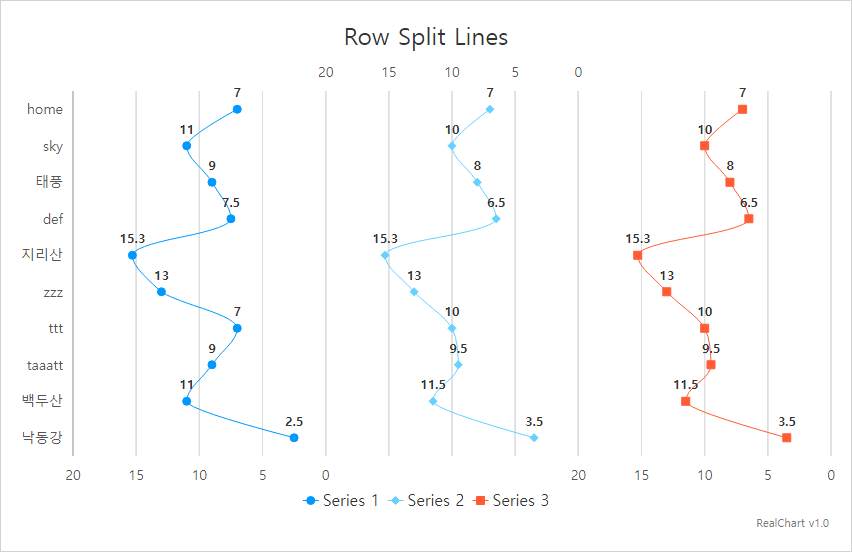 Row Split Lines
20 15 10 5 0
home 7 7 7
sky 11 10 10
태풍 9 8 8
def 7.5 6.5 6.5
지리산 15.3 15.3 15.3
zzz 13 13 13
ttt 7 10 10
taaatt 9 9.5 9.5
백두산 11 11.5 11.5
낙동강 2.5 3.5 3.5
20 15 10 5 0 20 15 10 5 0
Series 1 Series 2 Series 3
RealChart v1.0